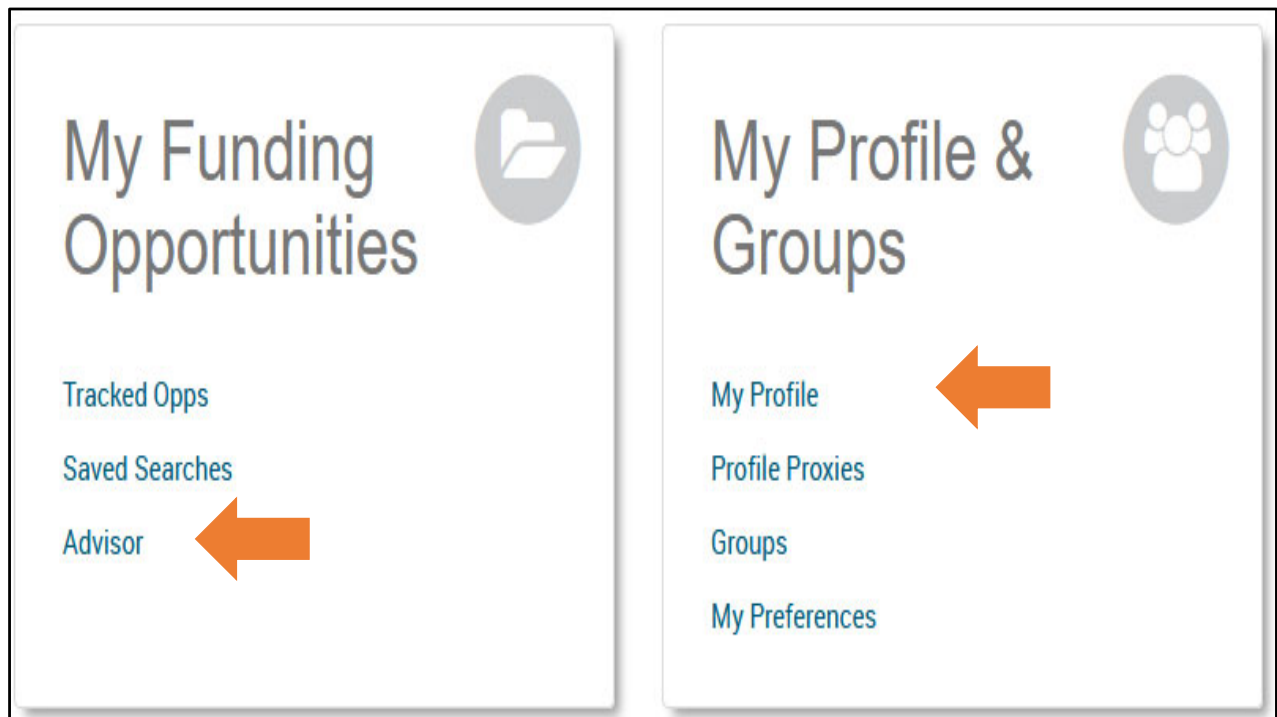 My Funding
Opportunities
Tracked Opps
Saved Searches
Advisor
My Profile &
Groups
My Profile
Profile Proxies
Groups
My Preferences